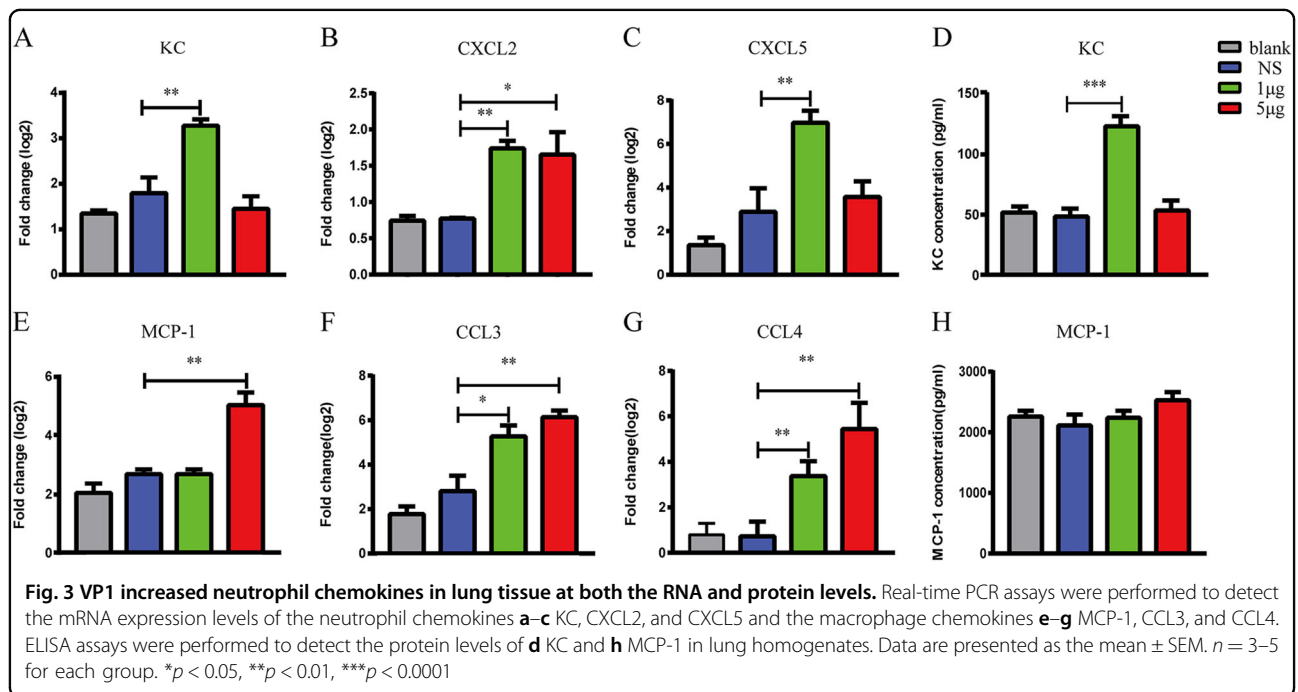 A
KC
Fold change (log2)
4
3
2
1
0
**
B
CXCL2
Fold change (log2)
2.5
2.0
1.5
1.0
0.5
0.0
**
*
C
CXCL5
Fold change (log2)
8
6
4
2
0
**
D
KC
KC concentration (pg/ml)
150
100
50
0
***
blank
NS
1µg
5µg
E
MCP-1
Fold change (log2)
6
4
2
0
**
F
CCL3
Fold change(log2)
8
6
4
2
0
*
**
G
CCL4
Fold change(log2)
8
6
4
2
0
**
**
H
MCP-1
MCP-1 concentration(pg/ml)
3000
2000
1000
0
Fig. 3 VP1 increased neutrophil chemokines in lung tissue at both the RNA and protein levels. Real-time PCR assays were performed to detect
the mRNA expression levels of the neutrophil chemokines a–c KC, CXCL2, and CXCL5 and the macrophage chemokines e–g MCP-1, CCL3, and CCL4.
ELISA assays were performed to detect the protein levels of d KC and h MCP-1 in lung homogenates. Data are presented as the mean ± SEM. n = 3–5
for each group. *p < 0.05, **p < 0.01, ***p < 0.0001